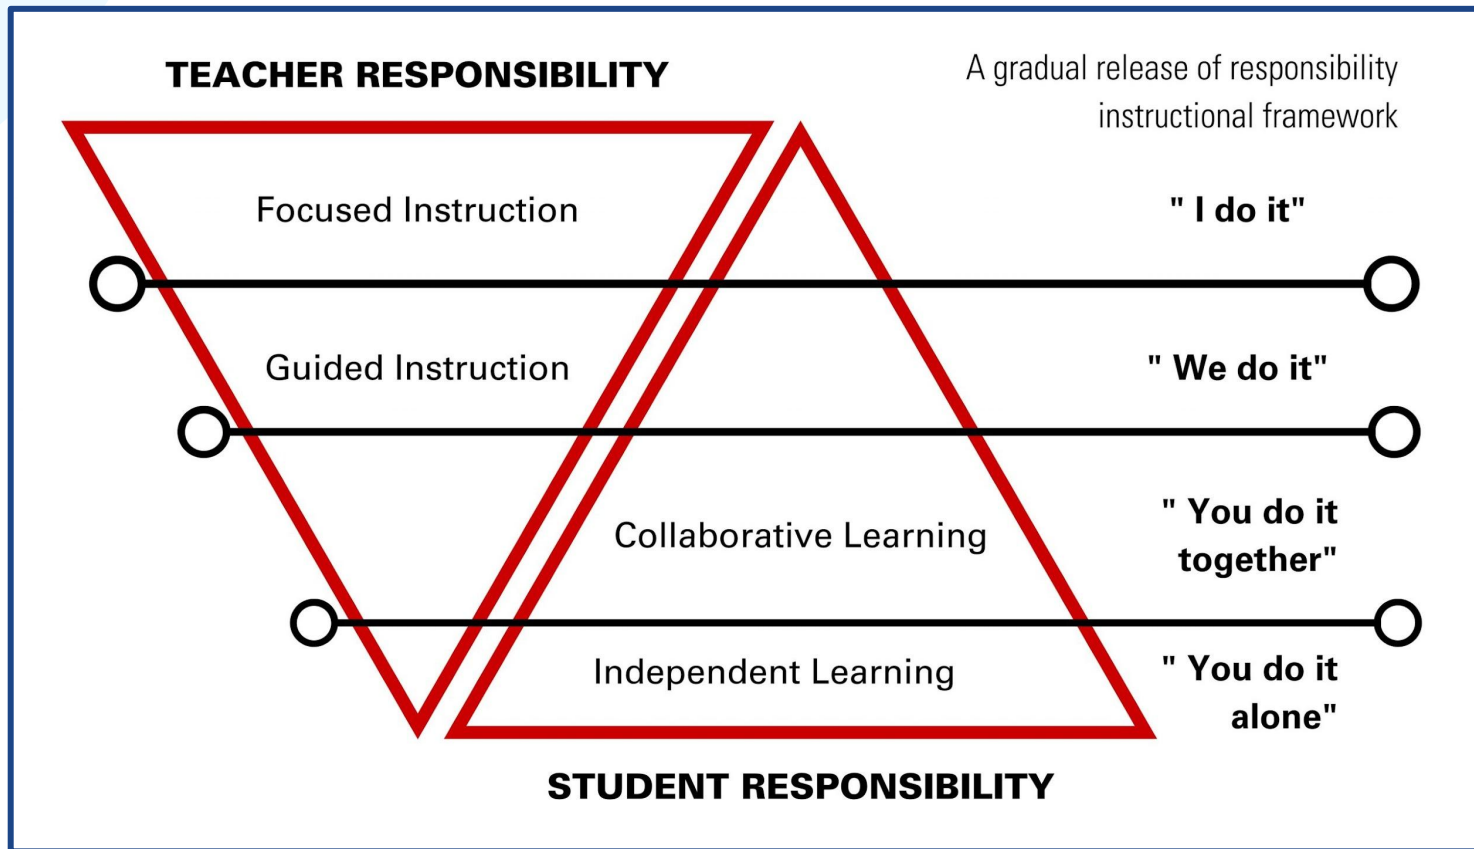 TEACHER RESPONSIBILITY
A gradual release of responsibility
instructional framework
Focused Instruction
" I do it"
Guided Instruction
" We do it"
Collaborative Learning
" You do it
together"
Independent Learning
" You do it
alone"
STUDENT RESPONSIBILITY